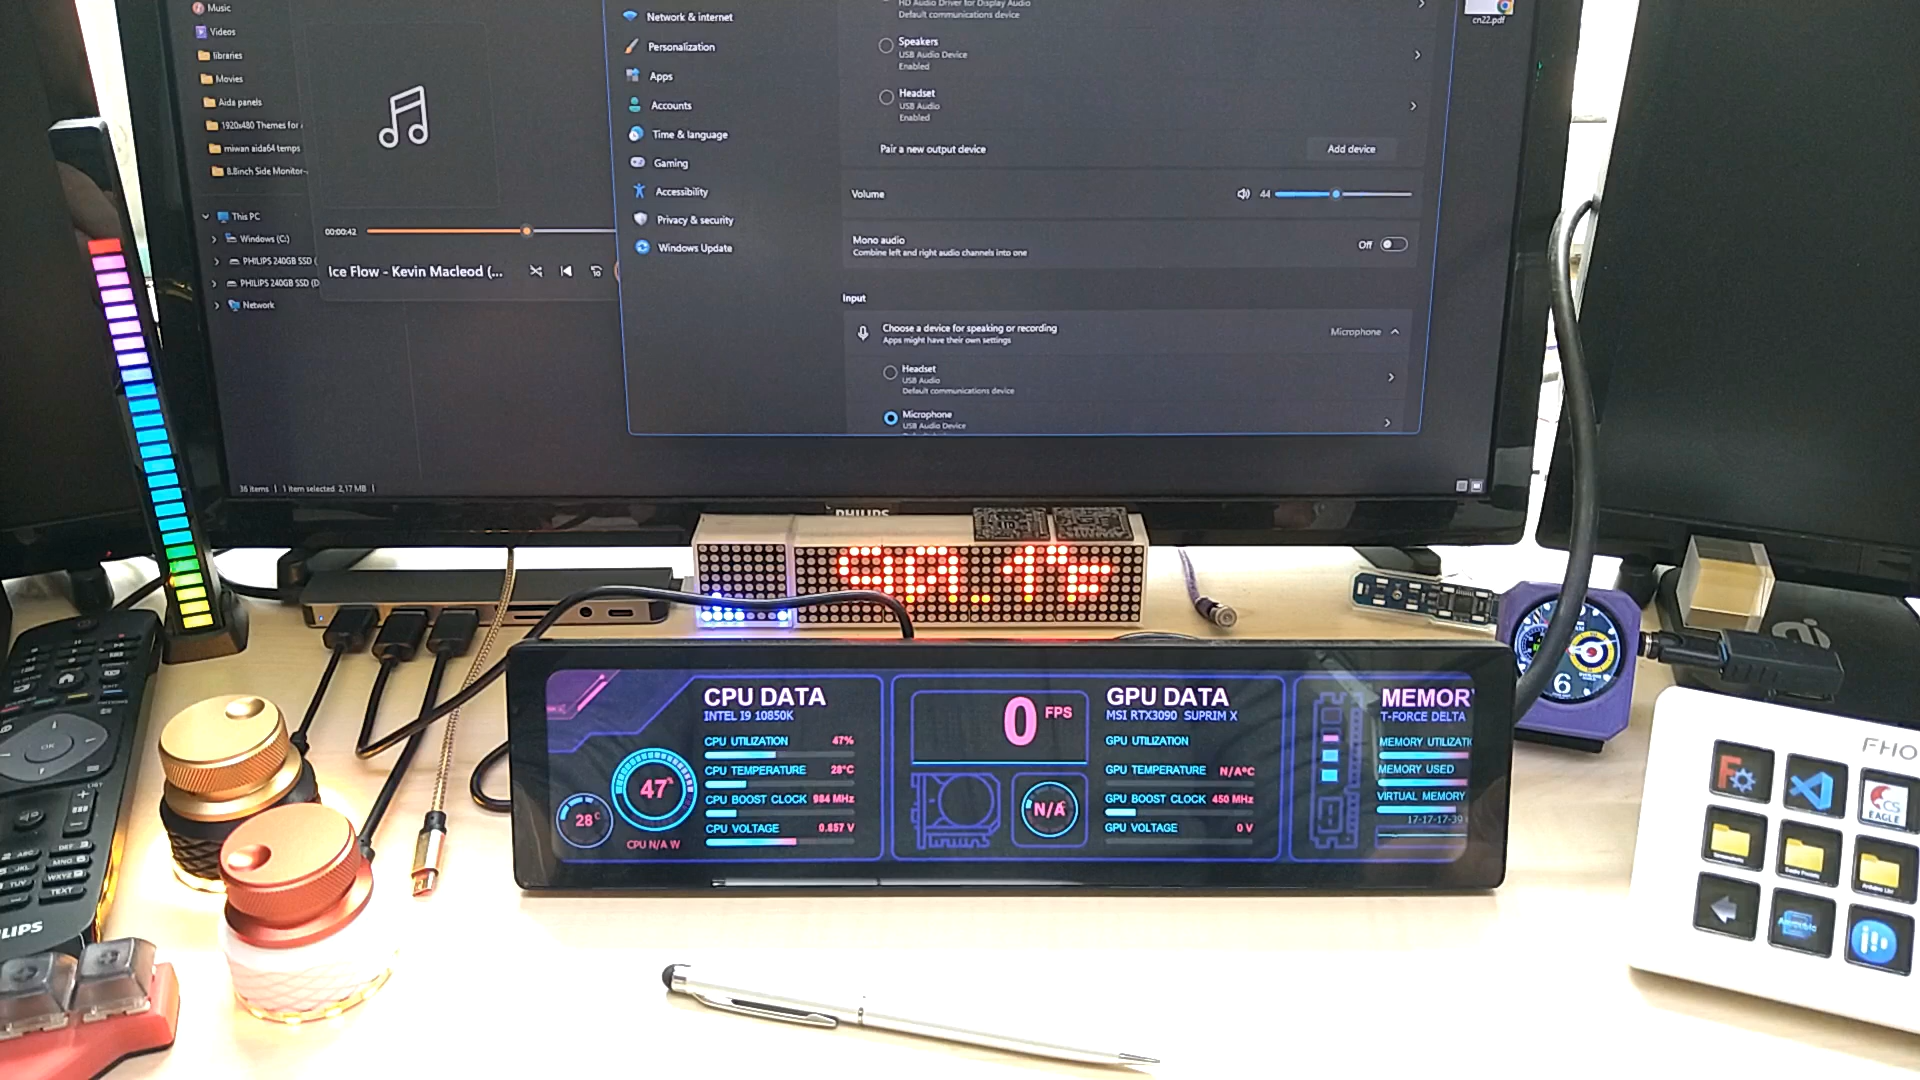 Music
Videos
libraries
Movies
Aida panels
1920x480 Themes for
miwan aida64 temps
8.8inch Side Monitor-
This PC
Windows (C:)
PHILIPS 240GB SSD (
PHILIPS 240GB SSD (D
Network
36 items
1 item selected 2,17 MB
00:00:42
Ice Flow - Kevin Macleod (...
10
Network & internet
Personalization
Apps
Accounts
Time & language
Gaming
Accessibility
Privacy & security
Windows Update
HD Audio Driver for Display Audio
Default communications device
Speakers
USB Audio Device
Enabled
Headset
USB Audio
Enabled
Pair a new output device
Add device
Volume
44
Mono audio
Off
Combine left and right audio channels into one
Input
Choose a device for speaking or recording
Microphone
Apps might have their own settings
Headset
USB Audio
Default communications device
Microphone
USB Audio Device
cn22.pdf
PHILIPS
CPU DATA
INTEL I9 10850K
CPU UTILIZATION 47%
CPU TEMPERATURE 28°C
CPU BOOST CLOCK 984 MHz
CPU VOLTAGE 0.857 V
47%
28°C
CPU N/A W
0 FPS
N/A
GPU DATA
MSI RTX3090 SUPRIM X
GPU UTILIZATION
GPU TEMPERATURE N/A°C
GPU BOOST CLOCK 450 MHz
GPU VOLTAGE 0 V
MEMOR
T-FORCE DELTA
MEMORY UTILIZATI
MEMORY USED
VIRTUAL MEMORY
17-17-17-39
6
FHO
CS
EAGLE
OK
TEXT
HILIPS